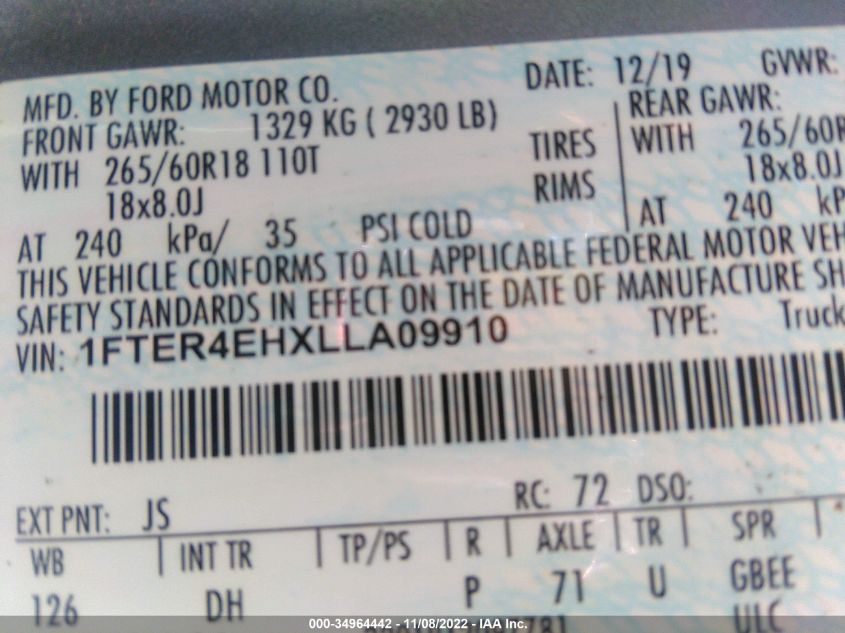 MFD. BY FORD MOTOR CO. DATE: 12/19 GVWR:
FRONT GAWR: 1329 KG ( 2930 LB) REAR GAWR:
WITH 265/60R18 110T TIRES WITH 265/60R
18x8.0J RIMS 18x8.0J
AT 240 kPa/ 35 PSI COLD AT 240 kP
THIS VEHICLE CONFORMS TO ALL APPLICABLE FEDERAL MOTOR VEH
SAFETY STANDARDS IN EFFECT ON THE DATE OF MANUFACTURE SH
VIN: 1FTER4EHXLLA09910 TYPE: Truck
EXT PNT: JS RC: 72 DSO:
WB INT TR TP/PS R AXLE TR SPR
126 DH P 71 U GBEE
ULC
000-34964442 - 11/08/2022 - IAA Inc.